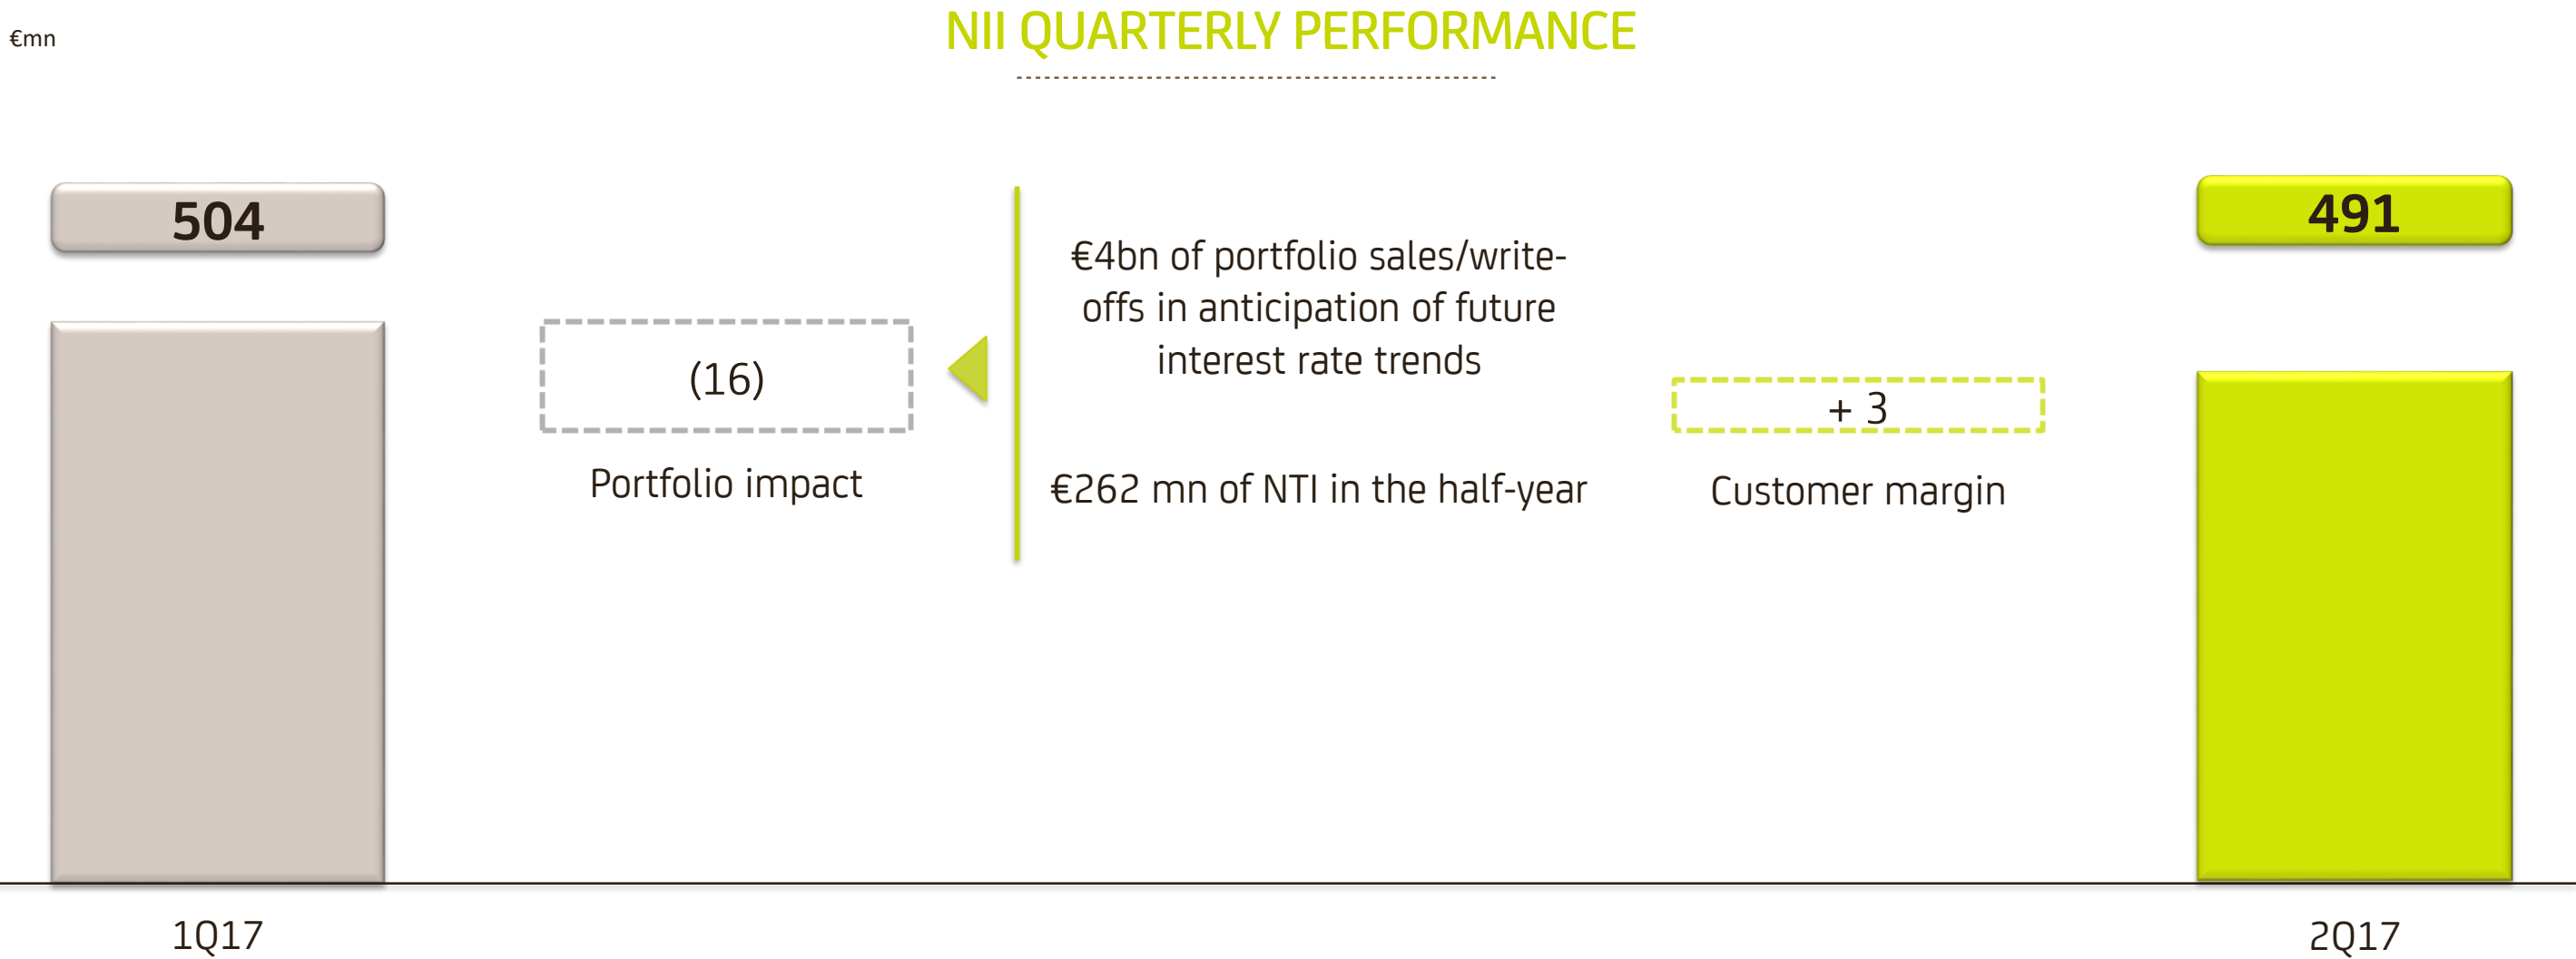 €mn
NII QUARTERLY PERFORMANCE
504
491
€4bn of portfolio sales/write-
offs in anticipation of future
interest rate trends
(16)
+ 3
Portfolio impact
€262 mn of NTI in the half-year
Customer margin
1Q17
2Q17